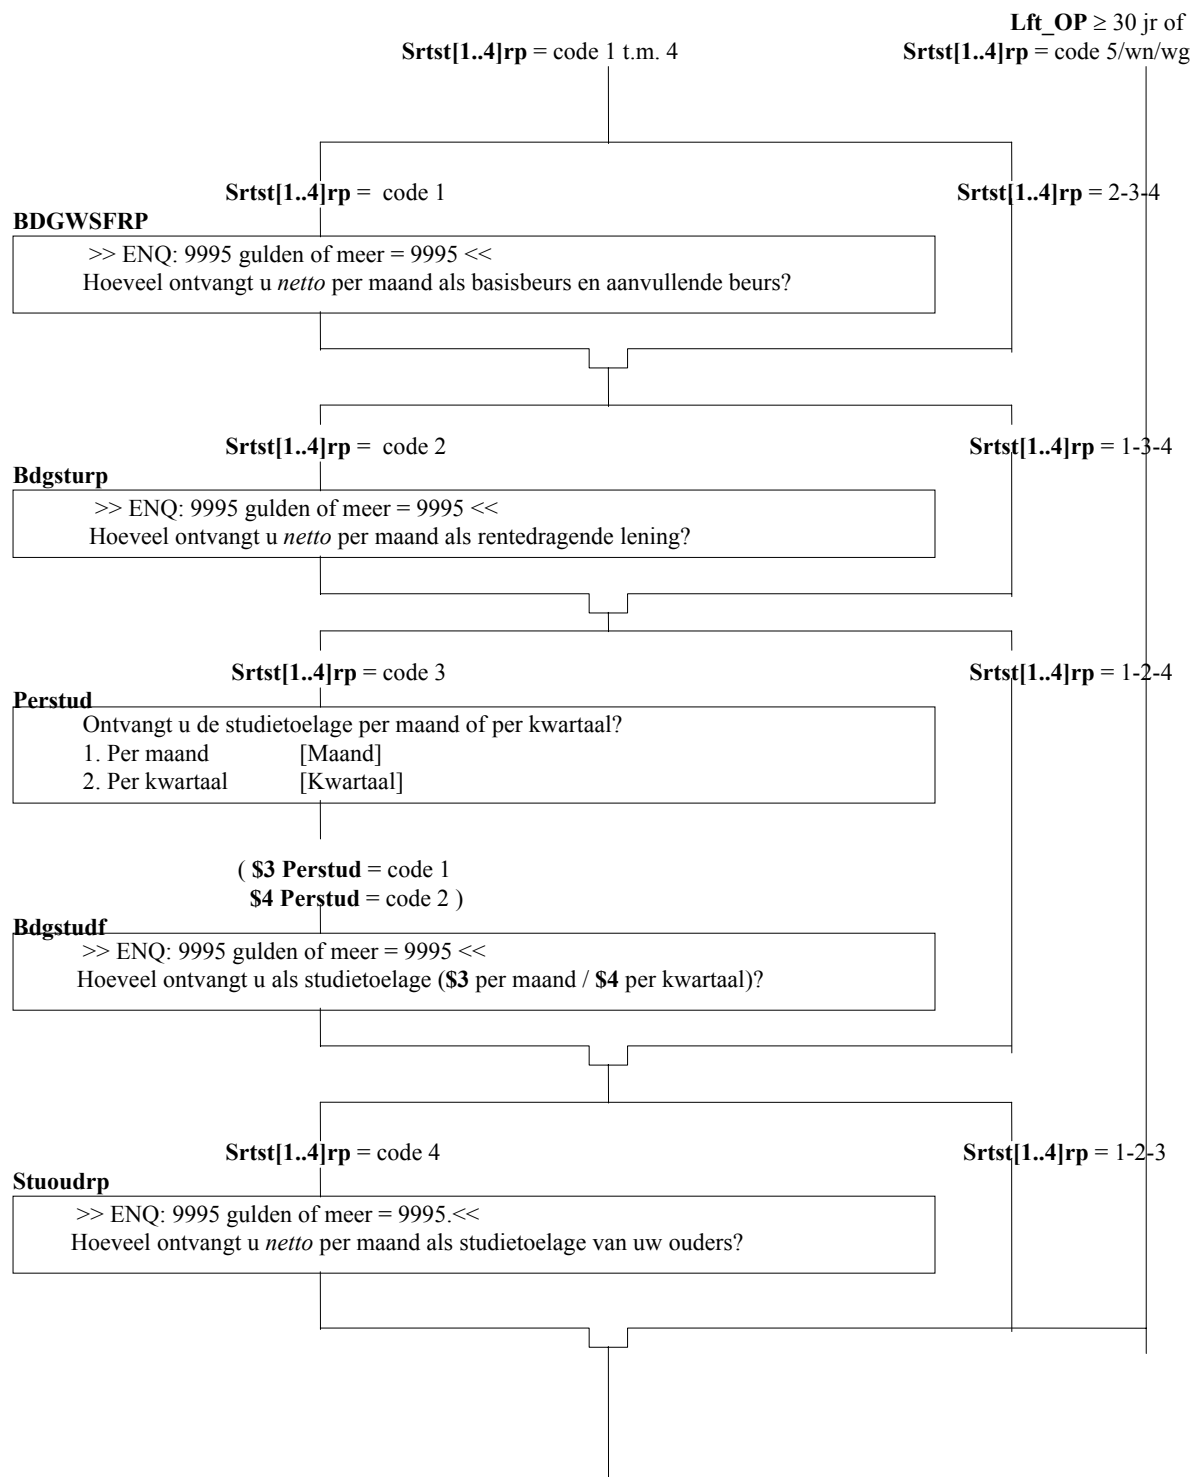 Lft_OP ≥ 30 jr of
Srtst[1..4]rp = code 1 t.m. 4 Srtst[1..4]rp = code 5/wn/wg
Srtst[1..4]rp = code 1 Srtst[1..4]rp = 2-3-4
BDGWSFRP
>> ENQ: 9995 gulden of meer = 9995 <<
Hoeveel ontvangt u netto per maand als basisbeurs en aanvullende beurs?
Srtst[1..4]rp = code 2 Srtst[1..4]rp = 1-3-4
Bdgsturp
>> ENQ: 9995 gulden of meer = 9995 <<
Hoeveel ontvangt u netto per maand als rentedragende lening?
Srtst[1..4]rp = code 3 Srtst[1..4]rp = 1-2-4
Perstud
Ontvangt u de studietoelage per maand of per kwartaal?
1. Per maand [Maand]
2. Per kwartaal [Kwartaal]
( $3 Perstud = code 1
$4 Perstud = code 2 )
Bdgstudf
>> ENQ: 9995 gulden of meer = 9995 <<
Hoeveel ontvangt u als studietoelage ($3 per maand / $4 per kwartaal)?
Srtst[1..4]rp = code 4 Srtst[1..4]rp = 1-2-3
Stuoudrp
>> ENQ: 9995 gulden of meer = 9995.<<
Hoeveel ontvangt u netto per maand als studietoelage van uw ouders?